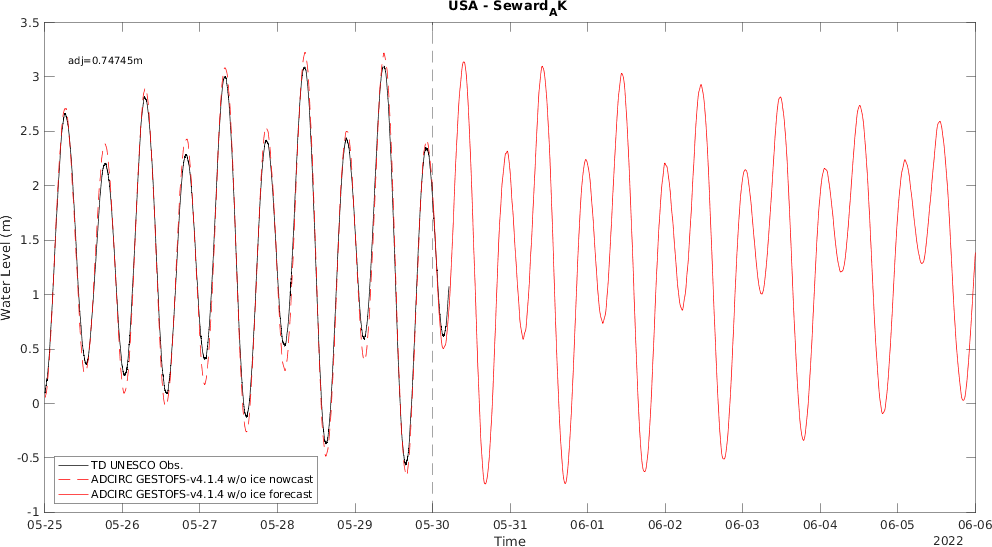 USA - Seward_AK
adj=0.74745m
3.5
3
2.5
2
1.5
1
0.5
0
-0.5
-1
Water Level (m)
TD UNESCO Obs.
ADCIRC GESTOFS-v4.1.4 w/o ice nowcast
ADCIRC GESTOFS-v4.1.4 w/o ice forecast
05-25 05-26 05-27 05-28 05-29 05-30 05-31 06-01 06-02 06-03 06-04 06-05 06-06
Time
2022